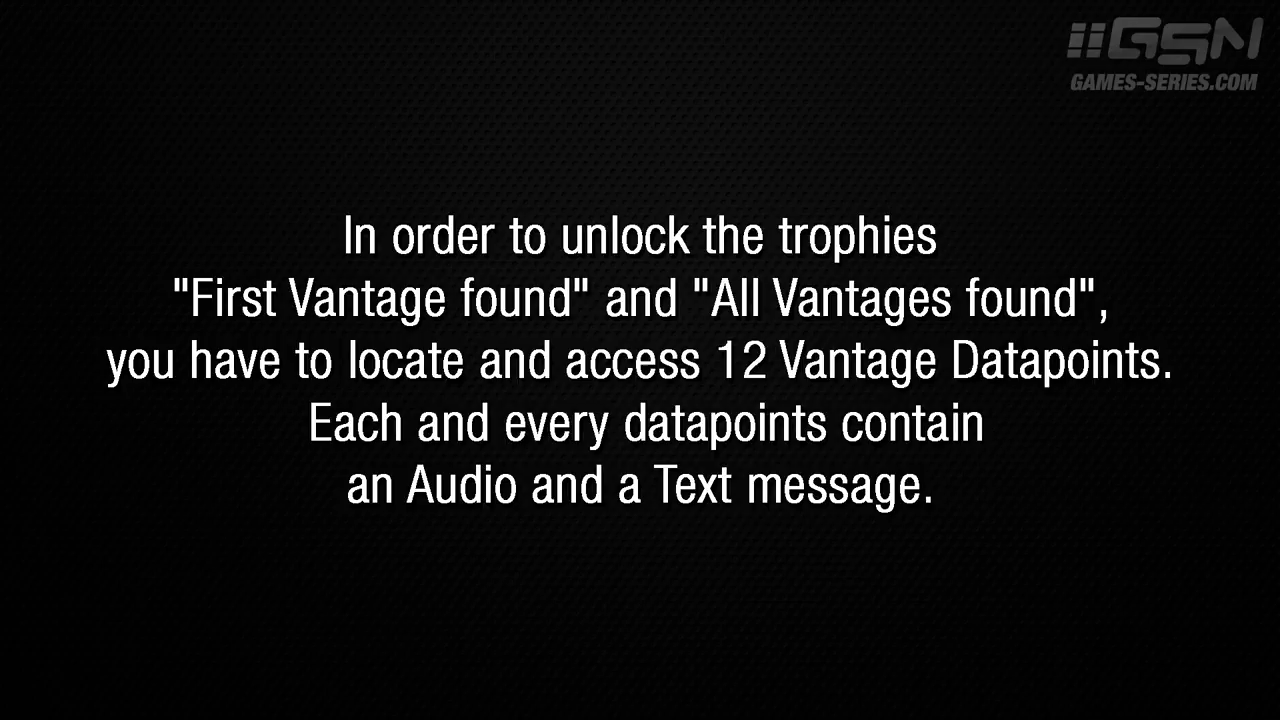 GSN
GAMES-SERIES.COM
In order to unlock the trophies
"First Vantage found" and "All Vantages found",
you have to locate and access 12 Vantage Datapoints.
Each and every datapoints contain
an Audio and a Text message.